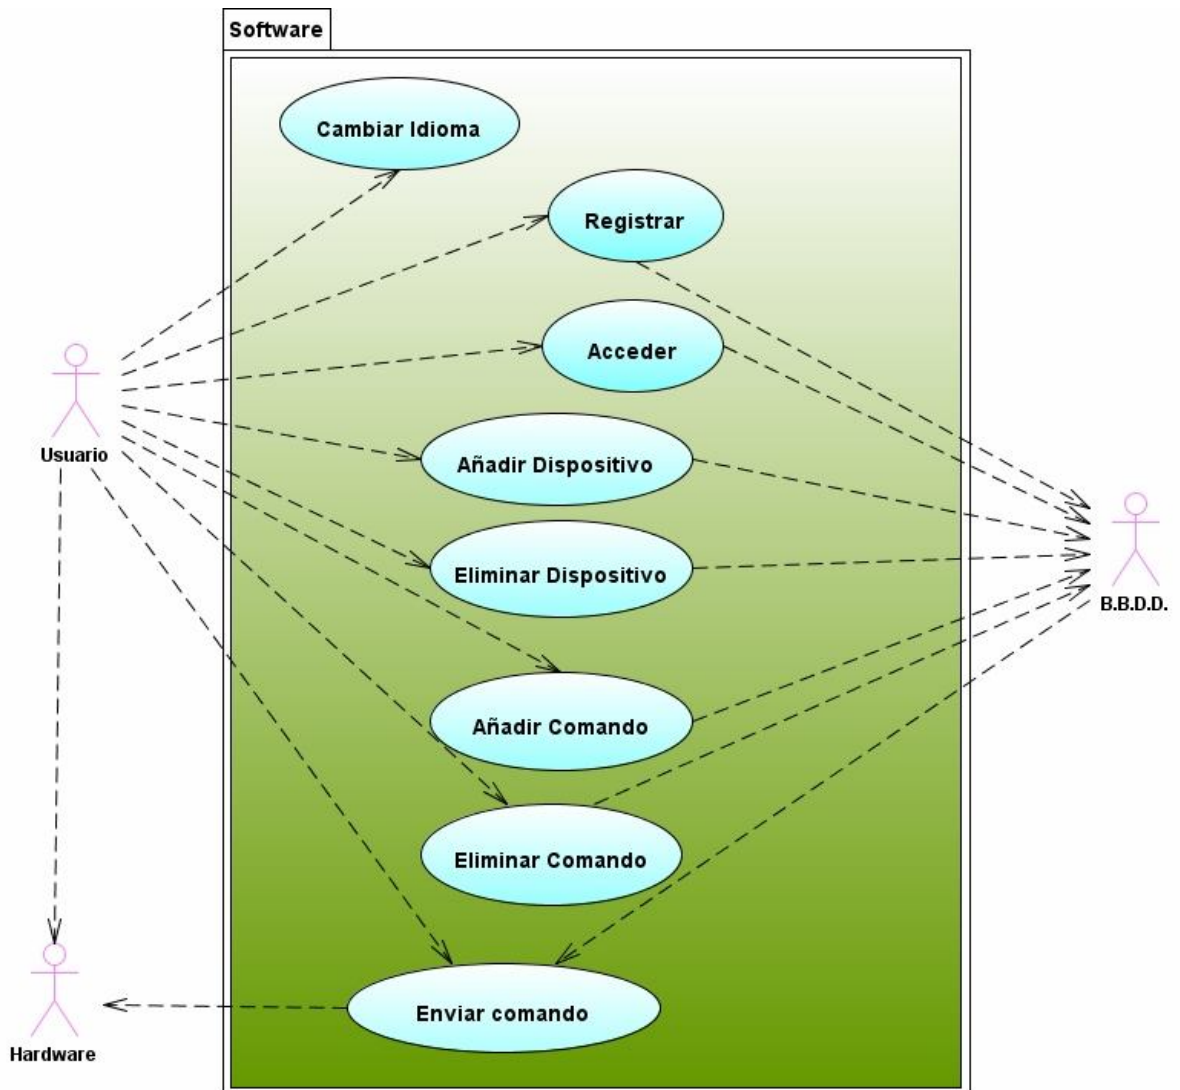 Software
Cambiar Idioma
Registrar
Acceder
Usuario
Añadir Dispositivo
Eliminar Dispositivo
B.B.D.D.
Añadir Comando
Eliminar Comando
Enviar comando
Hardware